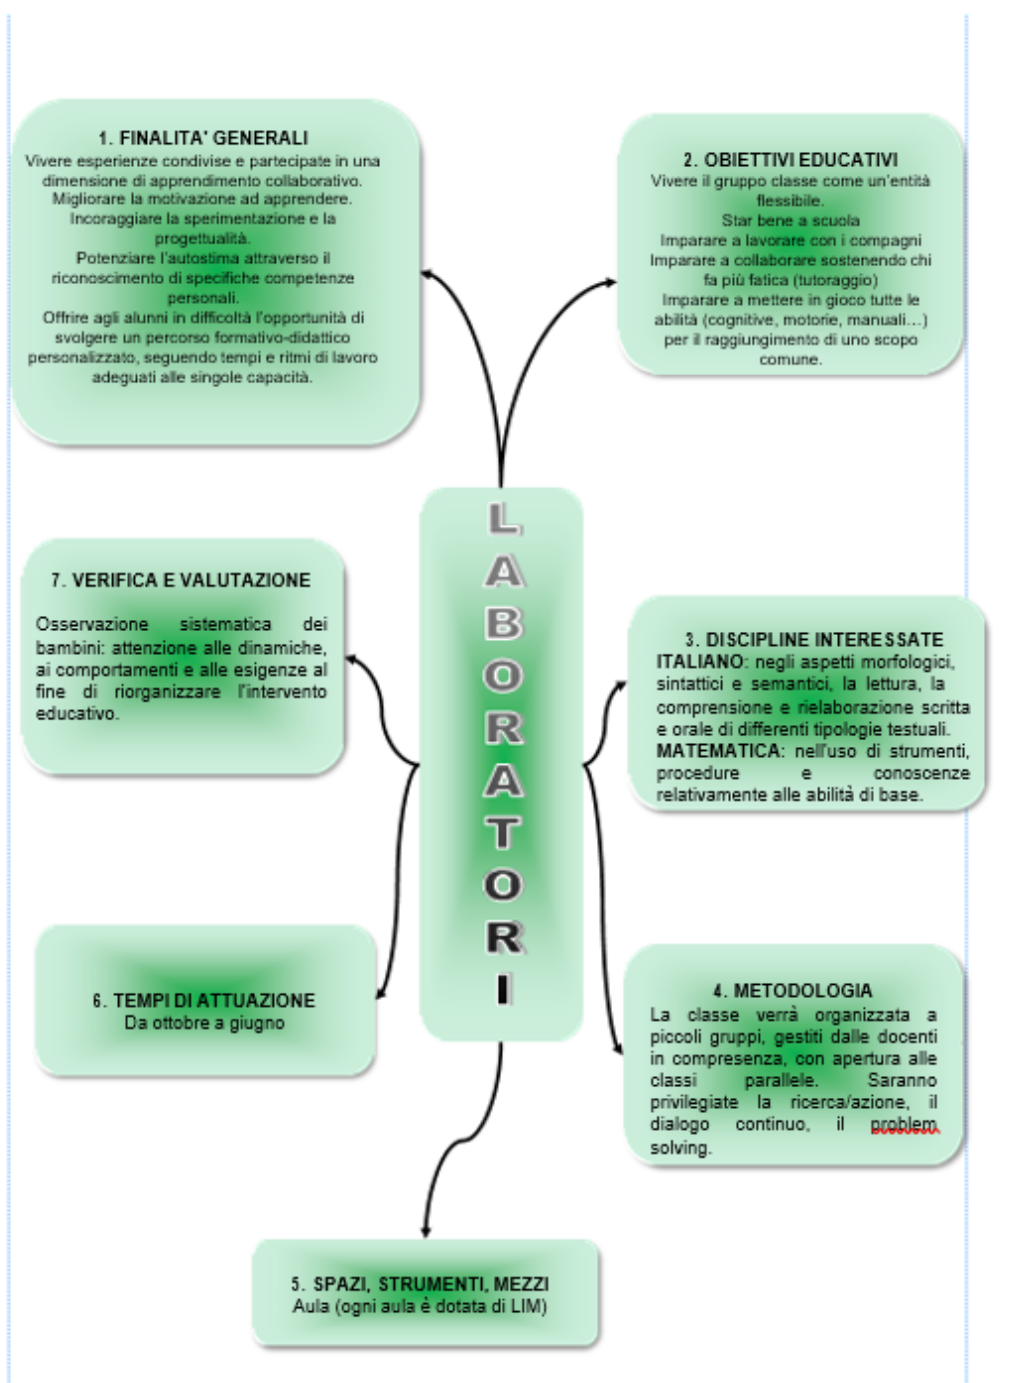 1. FINALITA' GENERALI
Vivere esperienze condivise e partecipate in una
dimensione di apprendimento collaborativo.
Migliorare la motivazione ad apprendere.
Incoraggiare la sperimentazione e la
progettualità.
Potenziare l'autostima attraverso il
riconoscimento di specifiche competenze
personali.
Offrire agli alunni in difficoltà l'opportunità di
svolgere un percorso formativo-didattico
personalizzato, seguendo tempi e ritmi di lavoro
adeguati alle singole capacità.
2. OBIETTIVI EDUCATIVI
Vivere il gruppo classe come un'entità
flessibile.
Star bene a scuola
Imparare a lavorare con i compagni
Imparare a collaborare sostenendo chi
fa più fatica (tutoraggio)
Imparare a mettere in gioco tutte le
abilità (cognitive, motorie, manuali...)
per il raggiungimento di uno scopo
comune.
LABORATORI
3. DISCIPLINE INTERESSATE
ITALIANO: negli aspetti morfologici,
sintattici e semantici, la lettura, la
comprensione e rielaborazione scritta
e orale di differenti tipologie testuali.
MATEMATICA: nell'uso di strumenti,
procedure e conoscenze
relativamente alle abilità di base.
4. METODOLOGIA
La classe verrà organizzata a
piccoli gruppi, gestiti dalle docenti
in compresenza, con apertura alle
classi parallele. Saranno
privilegiate la ricerca/azione, il
dialogo continuo, il problem
solving.
5. SPAZI, STRUMENTI, MEZZI
Aula (ogni aula è dotata di LIM)
6. TEMPI DI ATTUAZIONE
Da ottobre a giugno
7. VERIFICA E VALUTAZIONE
Osservazione sistematica dei
bambini: attenzione alle dinamiche,
ai comportamenti e alle esigenze al
fine di riorganizzare l'intervento
educativo.